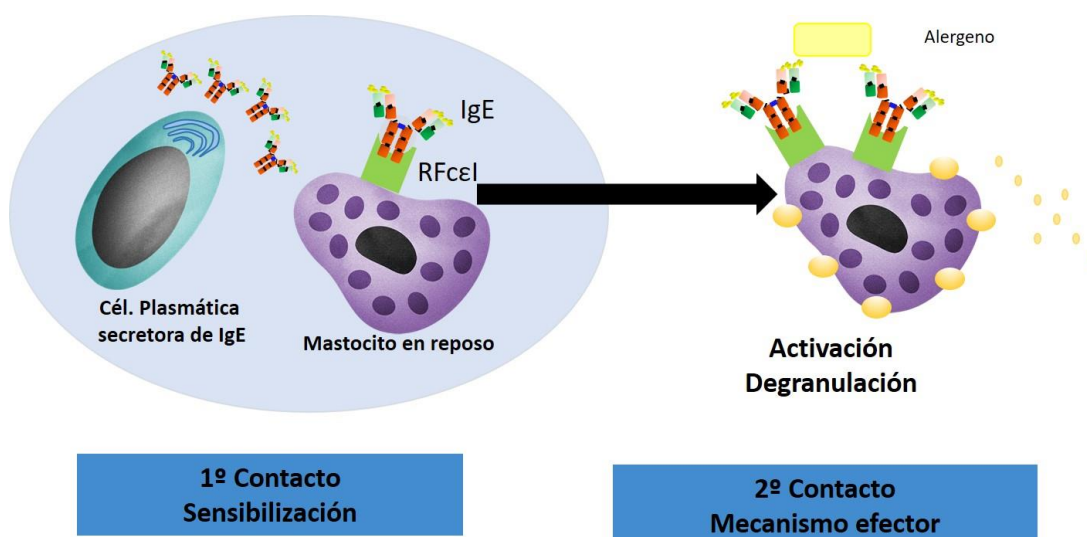 Alergeno
IgE
RFcεI
Cél. Plasmática
secretora de IgE
Mastocito en reposo
Activación
Degranulación
1º Contacto
Sensibilización
2º Contacto
Mecanismo efector